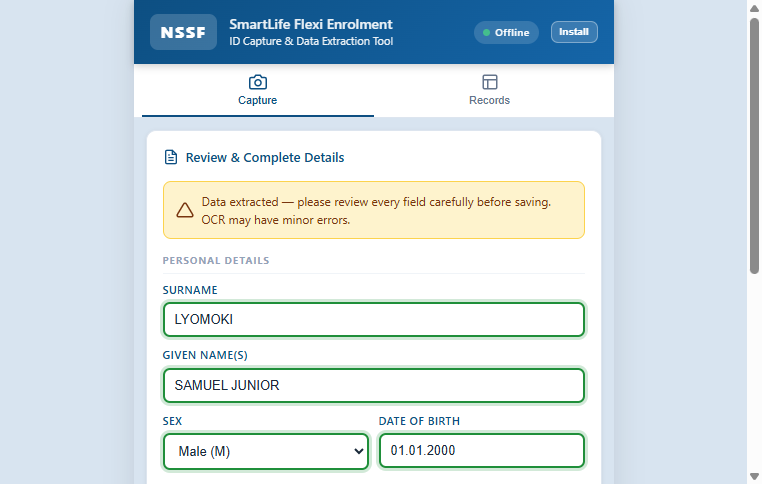 NSSF
SmartLife Flexi Enrolment
ID Capture & Data Extraction Tool
Offline
Install
Capture
Records
Review & Complete Details
Data extracted — please review every field carefully before saving.
OCR may have minor errors.
PERSONAL DETAILS
SURNAME
LYOMOKI
GIVEN NAME(S)
SAMUEL JUNIOR
SEX
DATE OF BIRTH
Male (M)
01.01.2000